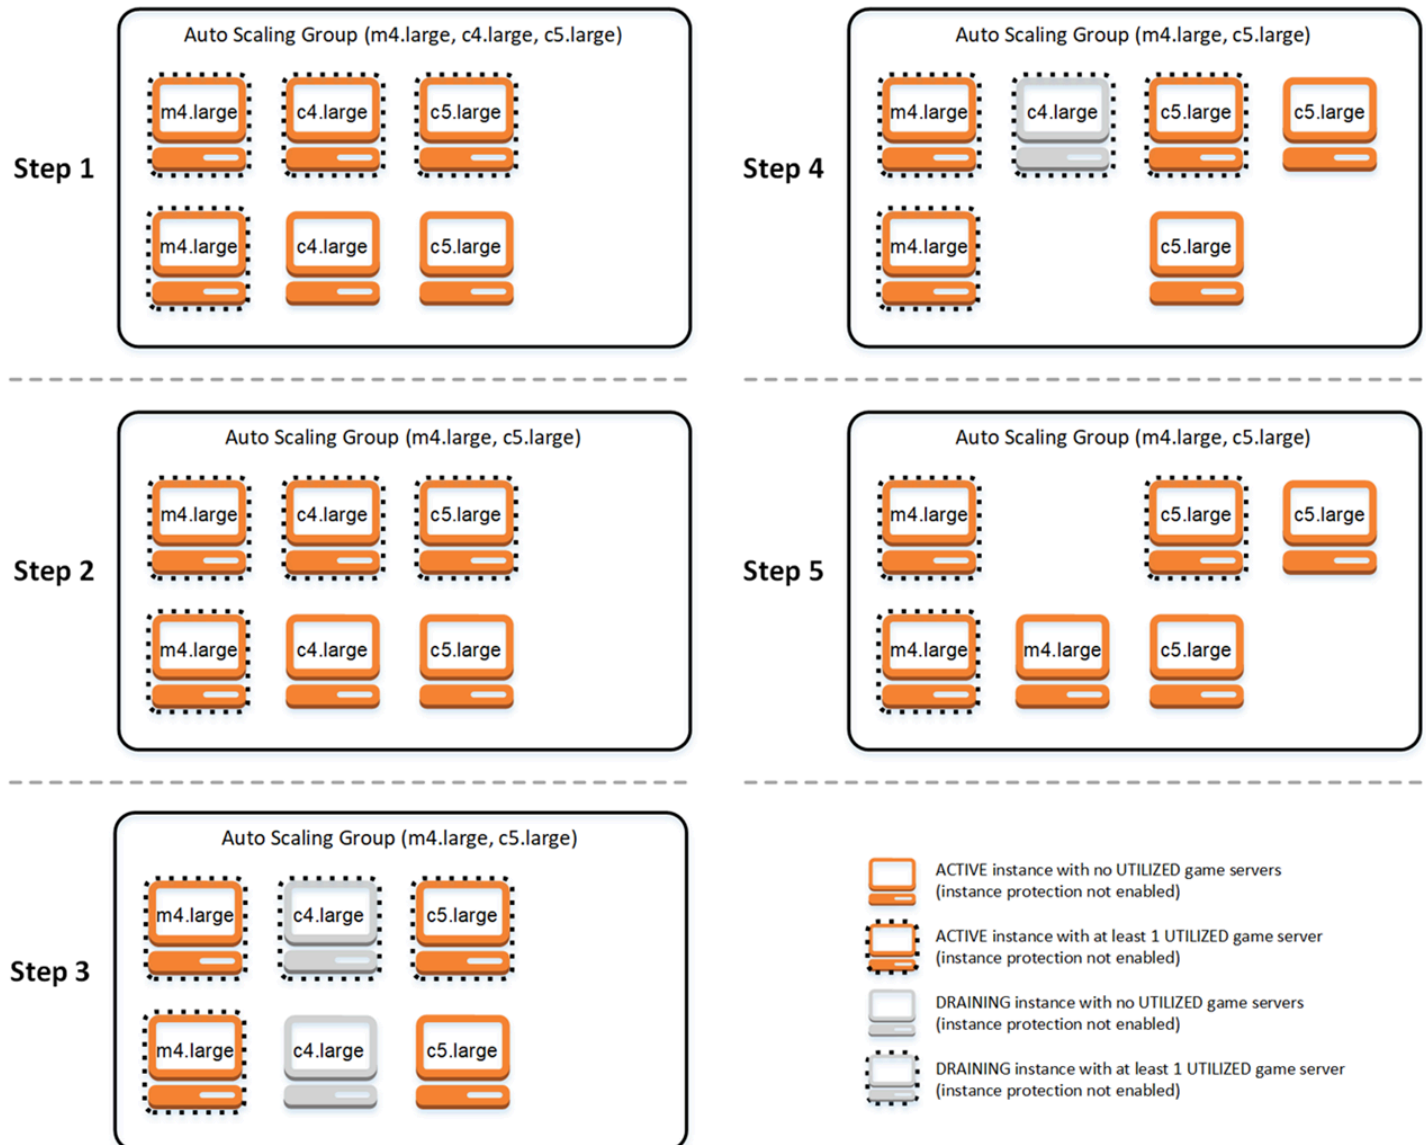 Step 1
Auto Scaling Group (m4.large, c4.large, c5.large)
m4.large
c4.large
c5.large
m4.large
c4.large
c5.large
Step 2
Auto Scaling Group (m4.large, c5.large)
m4.large
c4.large
c5.large
m4.large
c4.large
c5.large
Step 3
Auto Scaling Group (m4.large, c5.large)
m4.large
c4.large
c5.large
m4.large
c4.large
c5.large
Step 4
Auto Scaling Group (m4.large, c5.large)
m4.large
c4.large
c5.large
c5.large
m4.large
c5.large
Step 5
Auto Scaling Group (m4.large, c5.large)
m4.large
c5.large
c5.large
m4.large
m4.large
c5.large
ACTIVE instance with no UTILIZED game servers
(instance protection not enabled)
ACTIVE instance with at least 1 UTILIZED game server
(instance protection not enabled)
DRAINING instance with no UTILIZED game servers
(instance protection not enabled)
DRAINING instance with at least 1 UTILIZED game server
(instance protection not enabled)